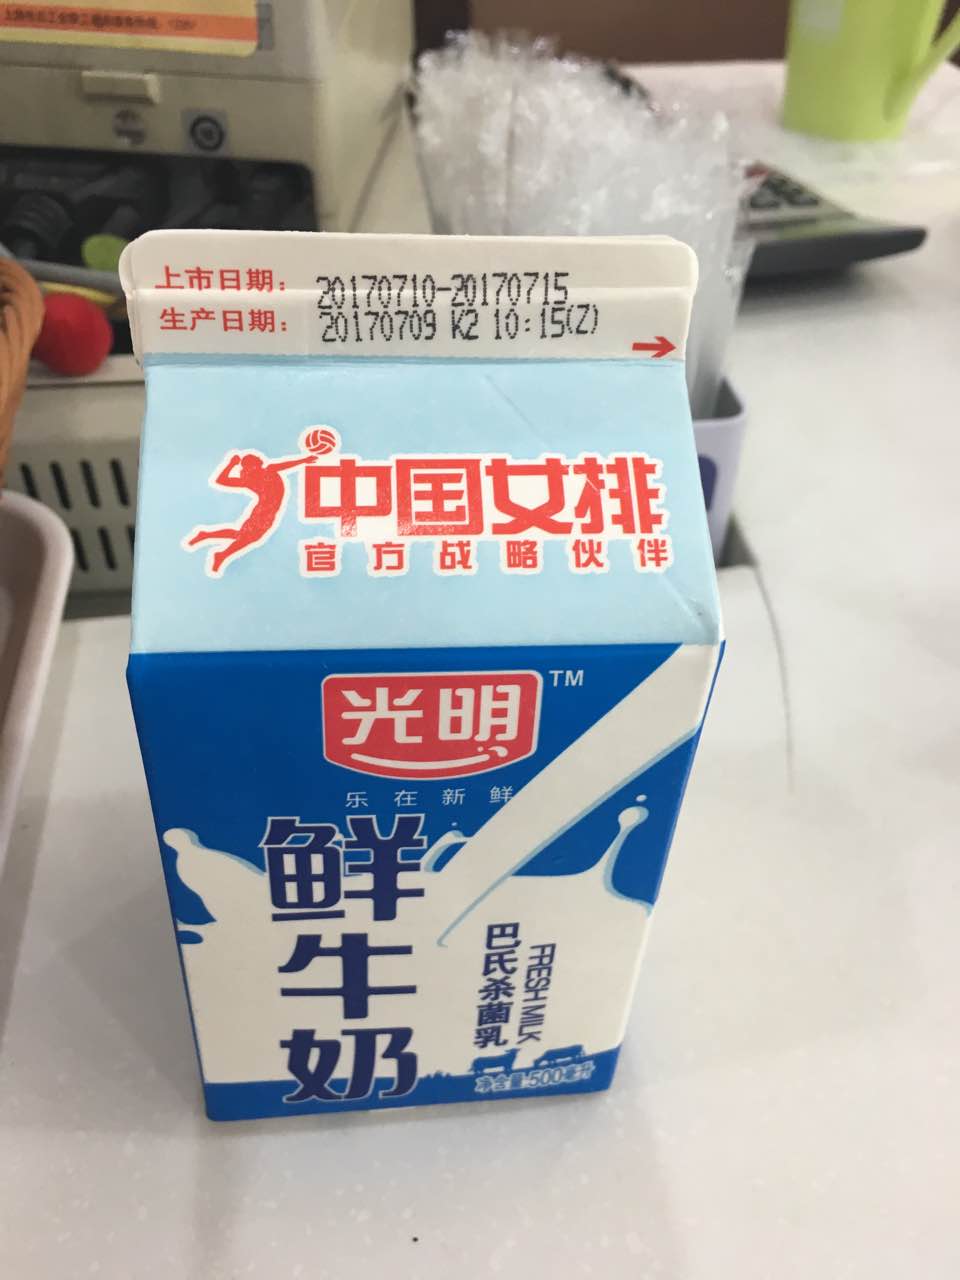 上市日期： 20170710-20170715
生产日期： 20170709 K2 10:15(Z)
中国女排
官方战略伙伴
光明 TM
乐在新鲜
鲜牛奶
巴氏杀菌乳
FRESH MILK
净含量:500毫升